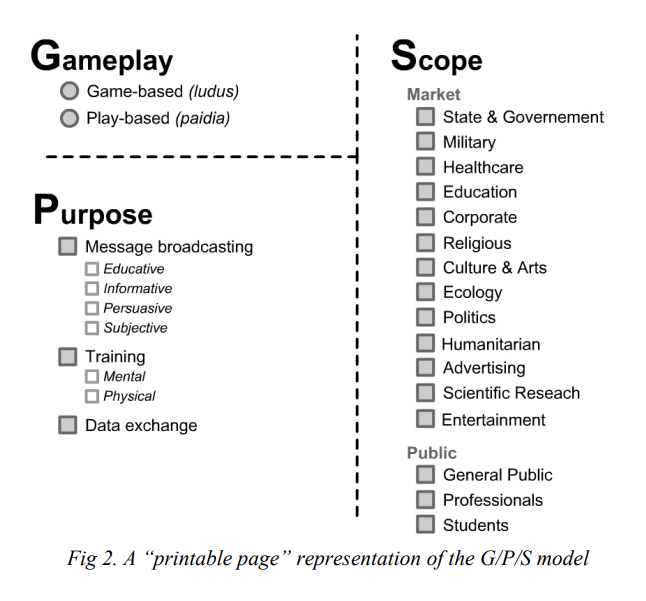 Gameplay
Game-based (ludus)
Play-based (paidia)
Purpose
Message broadcasting
Educative
Informative
Persuasive
Subjective
Training
Mental
Physical
Data exchange
Scope
Market
State & Governement
Military
Healthcare
Education
Corporate
Religious
Culture & Arts
Ecology
Politics
Humanitarian
Advertising
Scientific Reseach
Entertainment
Public
General Public
Professionals
Students
Fig 2. A “printable page” representation of the G/P/S model